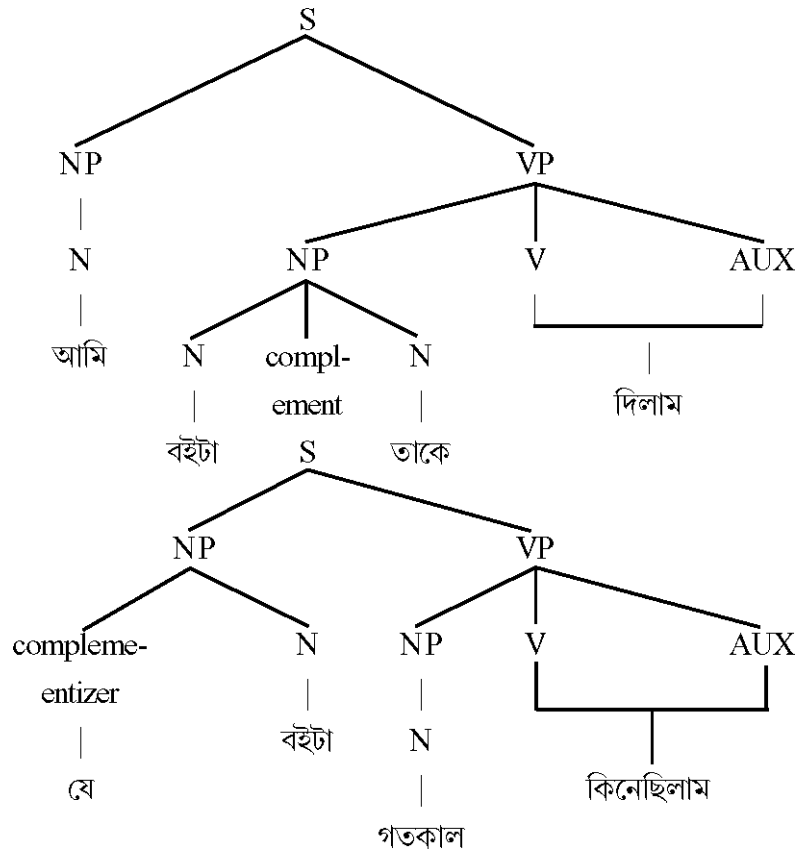 S
NP VP
N NP V AUX
আমি N compl- N
ement দিলাম
বইটা তাকে
S
NP VP
compleme- N NP V AUX
entizer
বইটা N
যে কিনেছিলাম
গতকাল